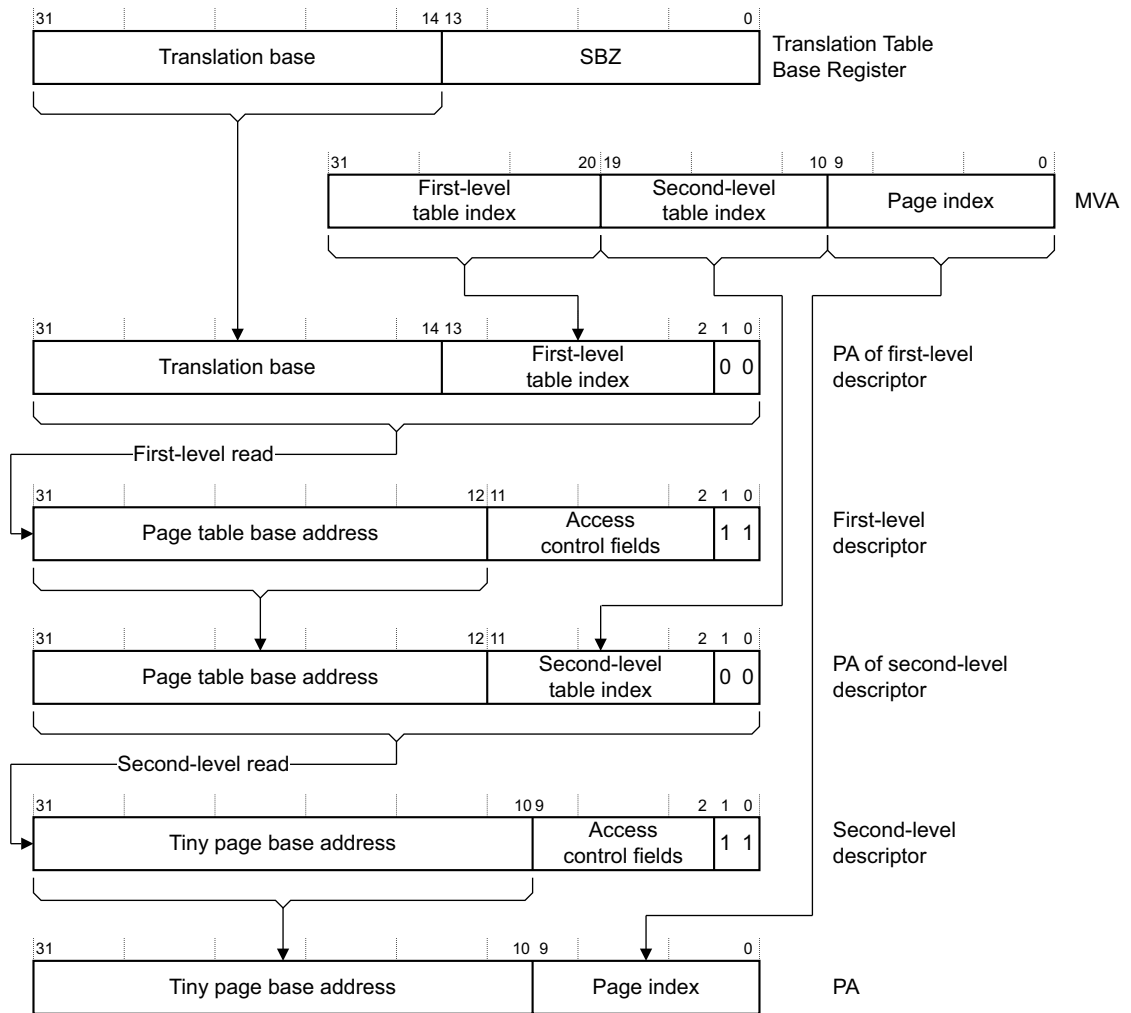 31 14 13 0
Translation base SBZ Translation Table
Base Register
31 20 19 10 9 0
First-level Second-level Page index MVA
table index table index
31 14 13 2 1 0
Translation base First-level 0 0 PA of first-level
table index descriptor
First-level read
31 12 11 2 1 0
Page table base address Access 1 1 First-level
control fields descriptor
31 12 11 2 1 0
Page table base address Second-level 0 0 PA of second-level
table index descriptor
Second-level read
31 10 9 2 1 0
Tiny page base address Access 1 1 Second-level
control fields descriptor
31 10 9 0
Tiny page base address Page index PA